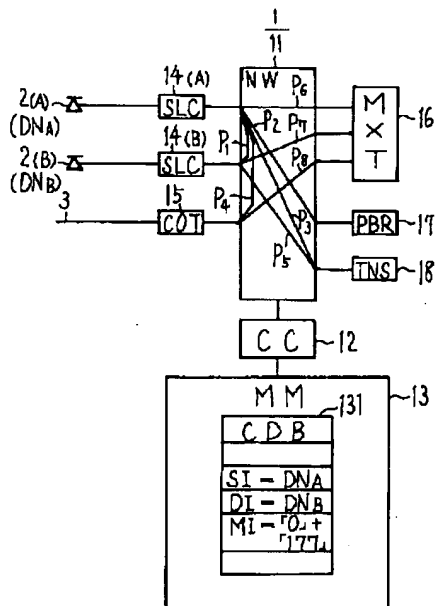 1
11
NW
14(A)
2(A)
(DNA)
SLC
P6
M
X
T
16
P2
P7
14(B)
2(B)
(DNB)
SLC
P1
P8
P4
3
15
COT
P3
PBR
17
P5
TNS
18
CC
12
MM
13
131
CDB
SI-DNA
DI-DNB
MI-「0」+
「177」